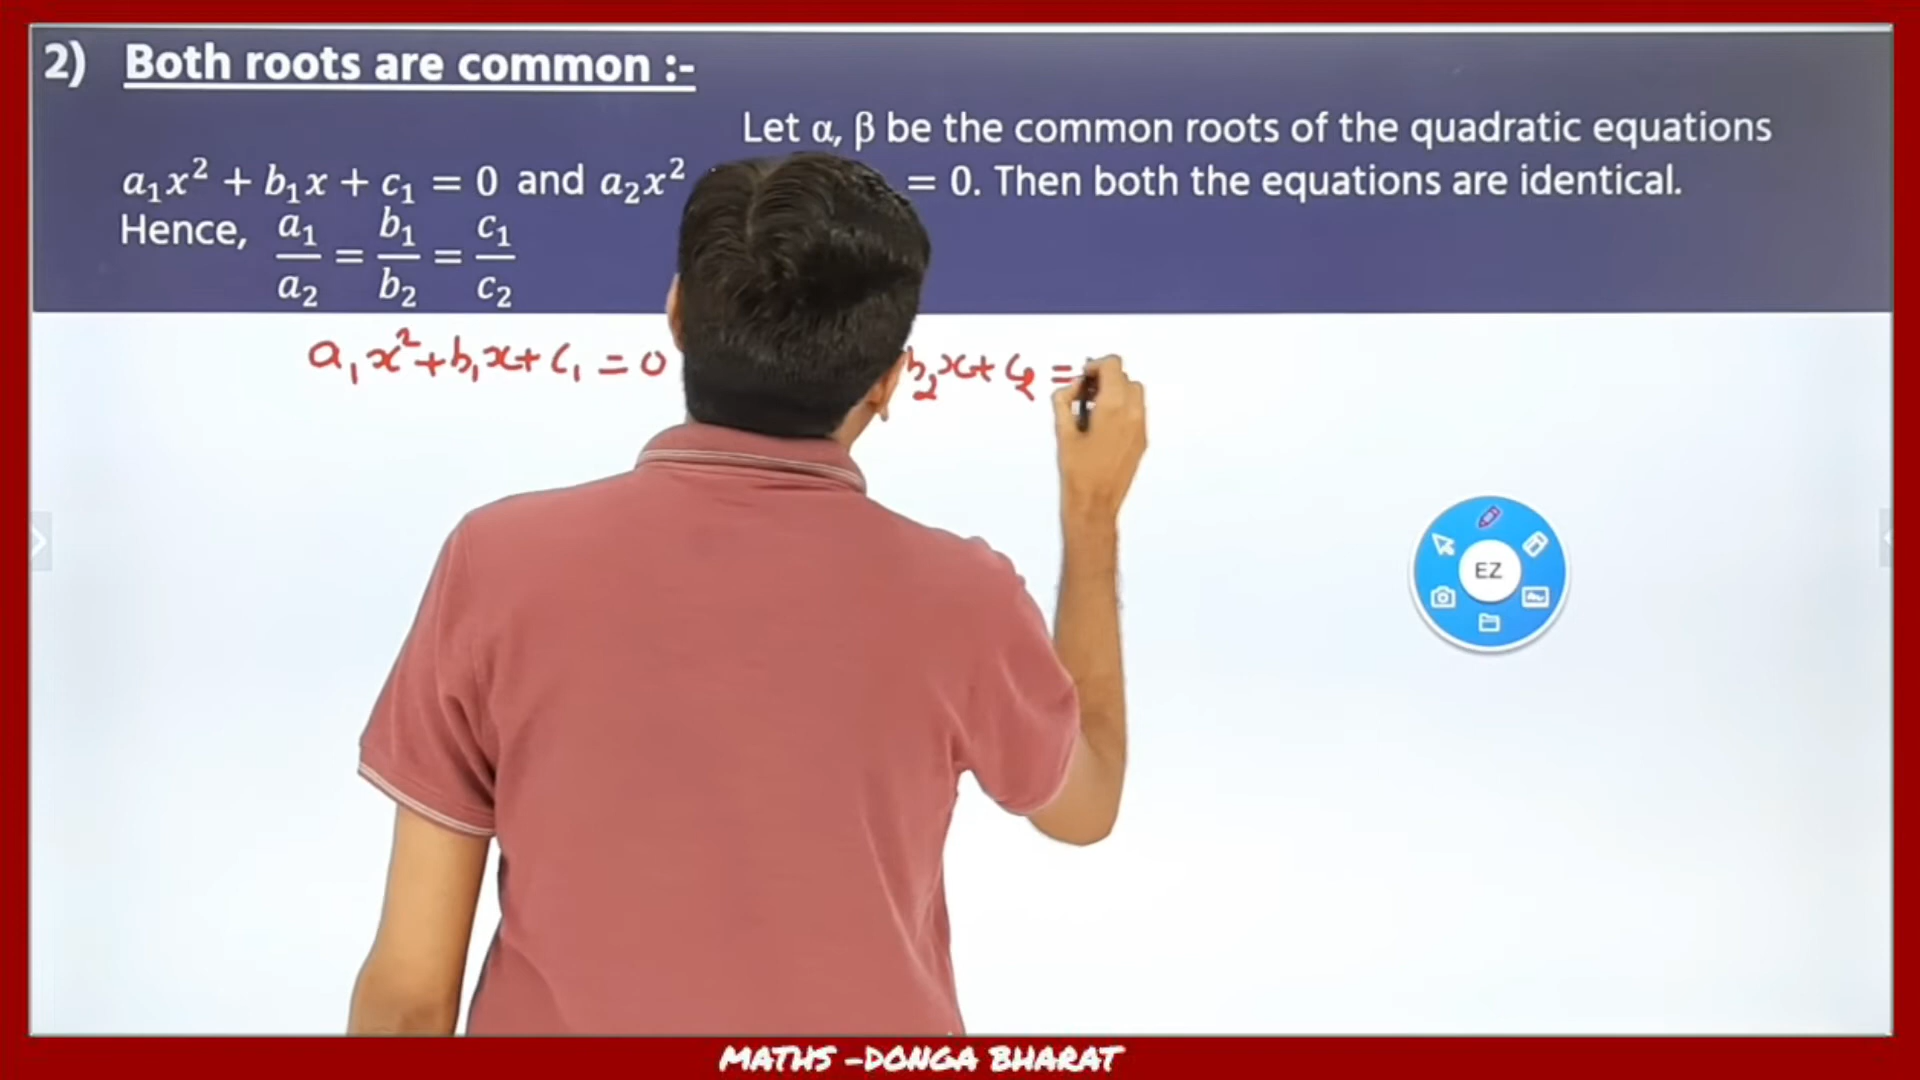 2) Both roots are common :-
Let α, β be the common roots of the quadratic equations
a₁x² + b₁x + c₁ = 0 and a₂x² = 0. Then both the equations are identical.
Hence, a₁/a₂ = b₁/b₂ = c₁/c₂
a₁x²+b₁x+c₁ = 0 b₂x+c₂ =
EZ
MATHS -DONGA BHARAT